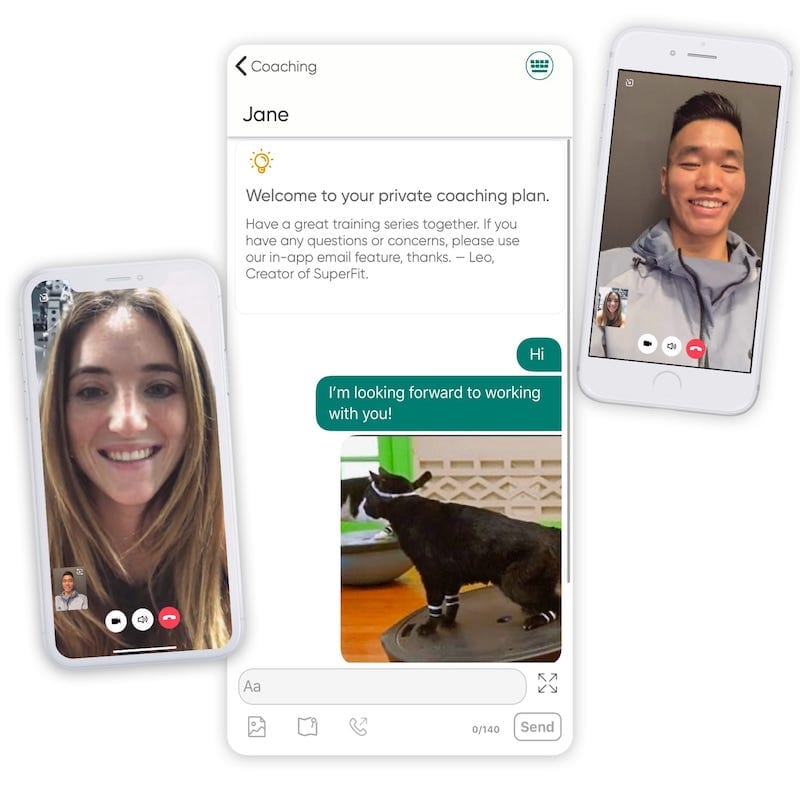 Coaching
Jane
Welcome to your private coaching plan.
Have a great training series together. If you
have any questions or concerns, please use
our in-app email feature, thanks. – Leo,
Creator of SuperFit.
Hi
I'm looking forward to working
with you!
Aa
0/140
Send